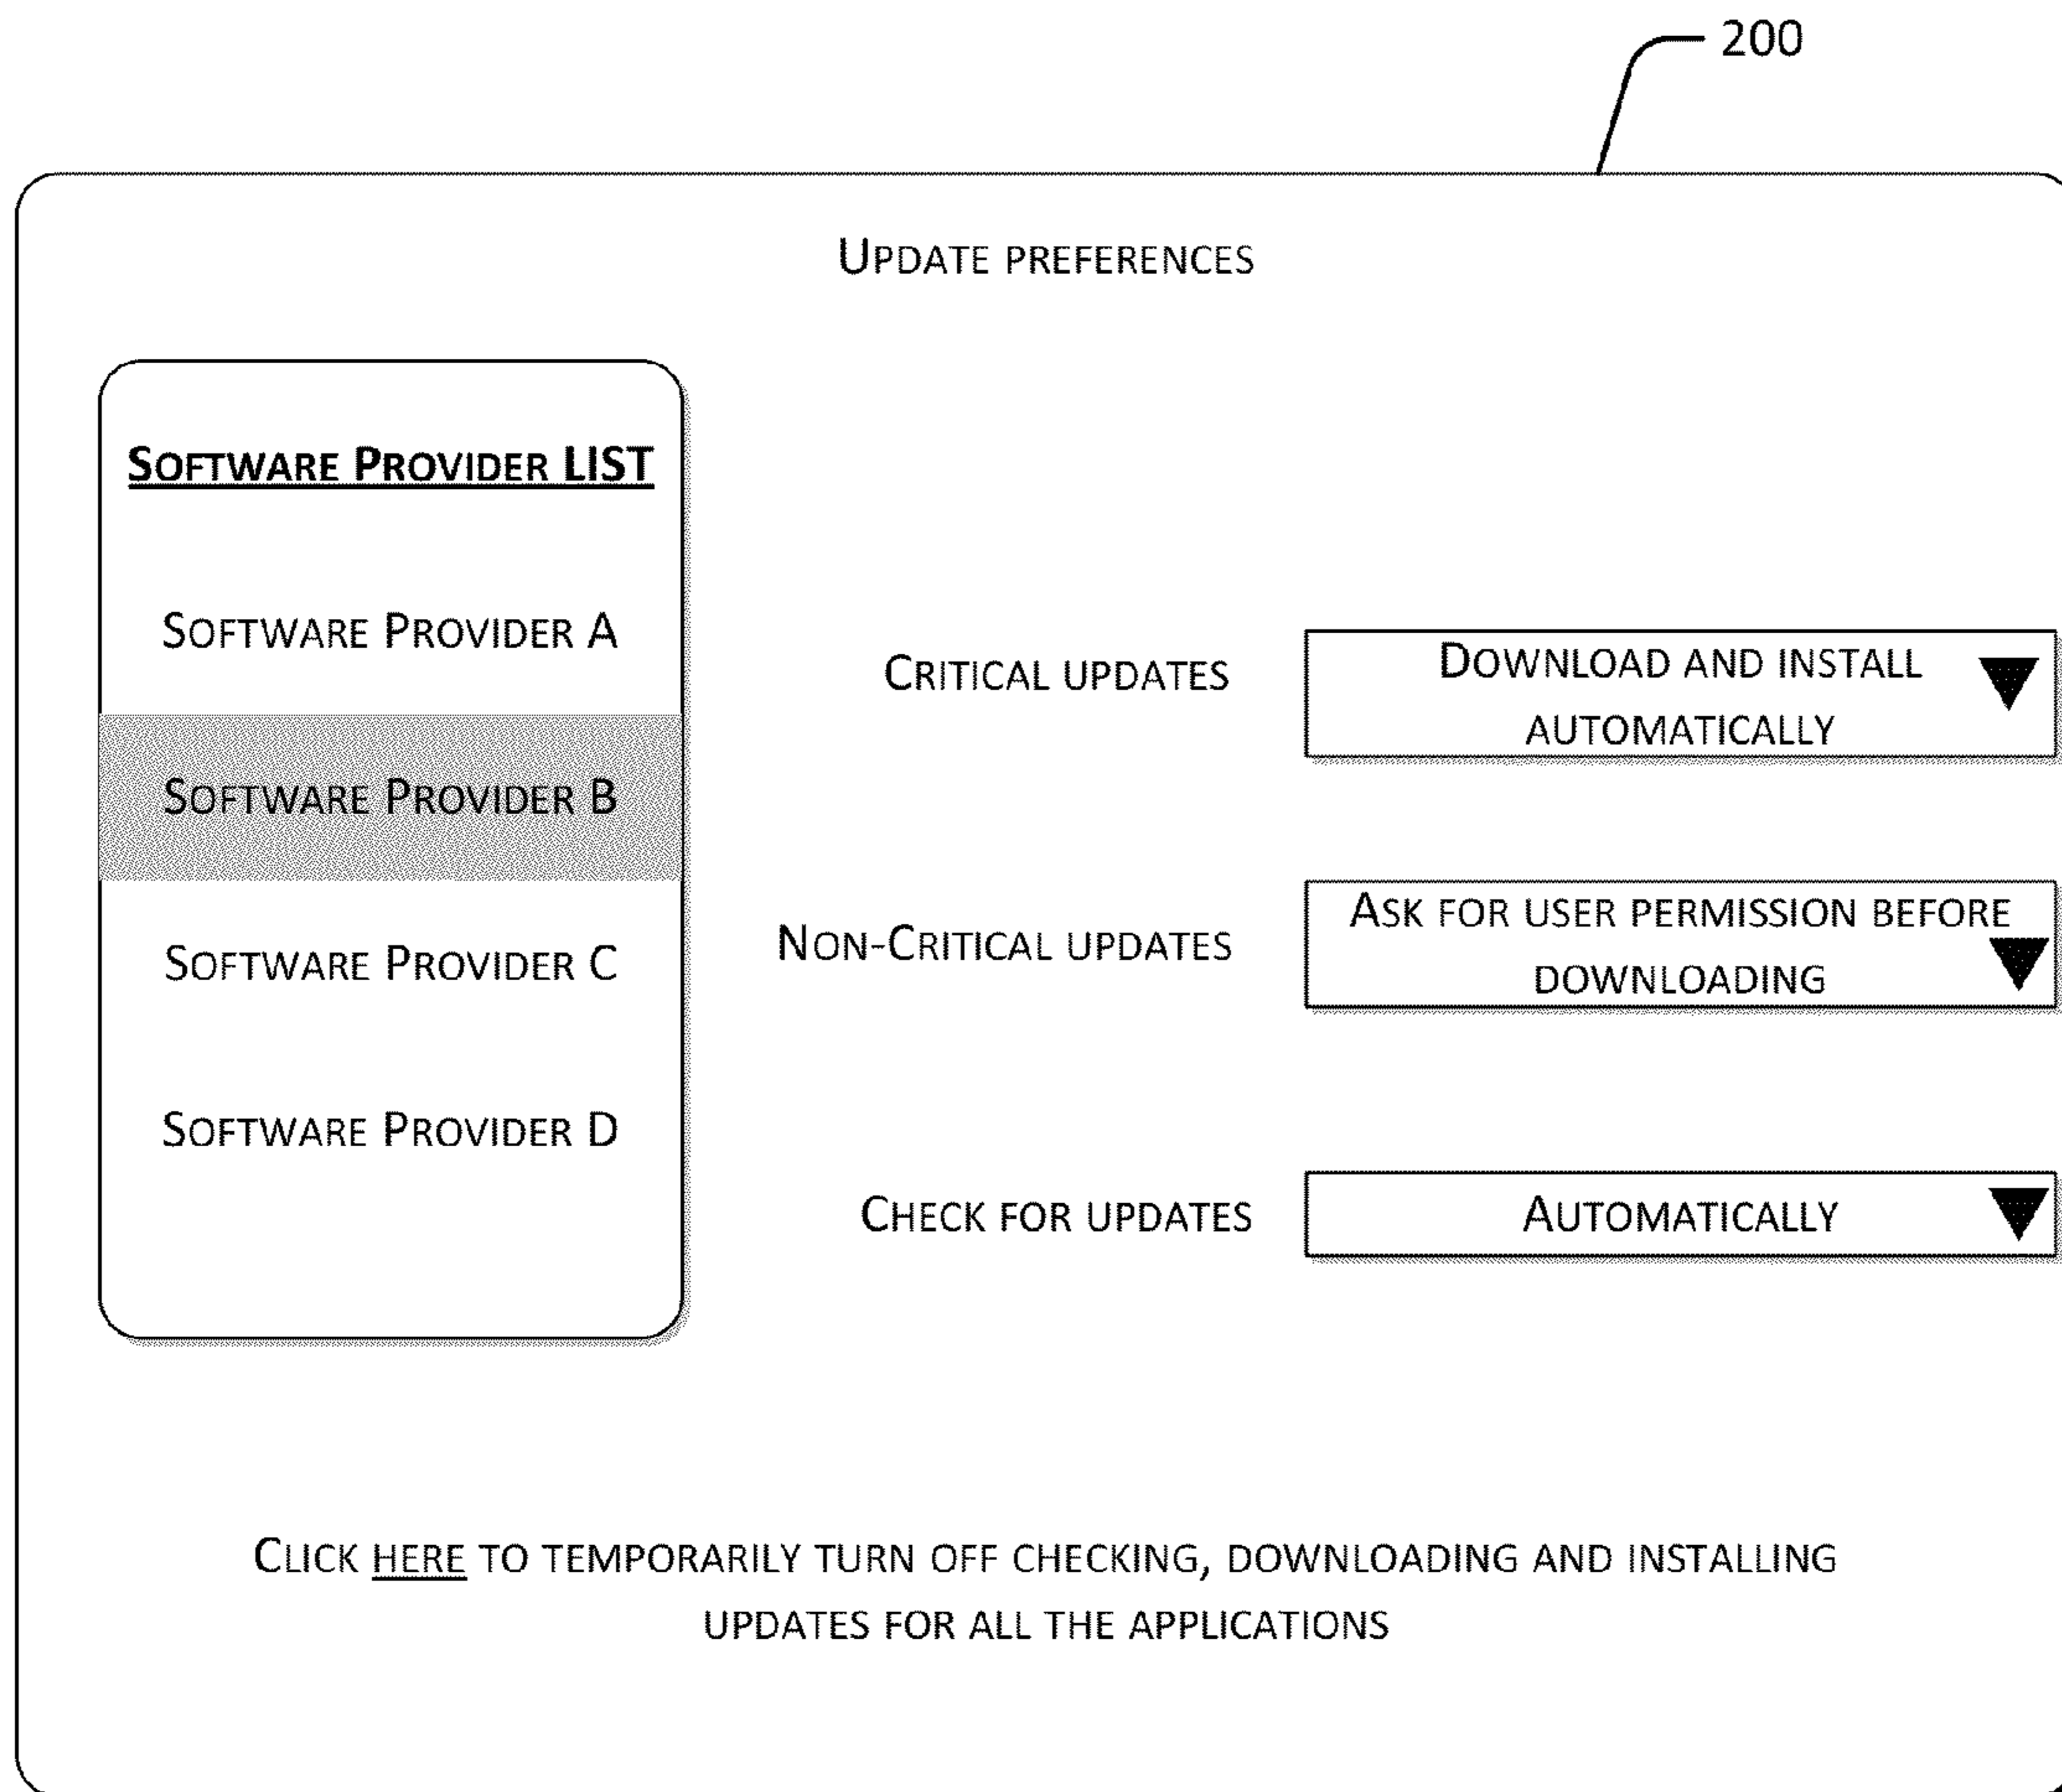 200
Update preferences
Software Provider LIST
Software Provider A
Software Provider B
Software Provider C
Software Provider D
Critical updates
Download and install
automatically
Non-Critical updates
Ask for user permission before
downloading
Check for updates
Automatically
Click here to temporarily turn off checking, downloading and installing
updates for all the applications